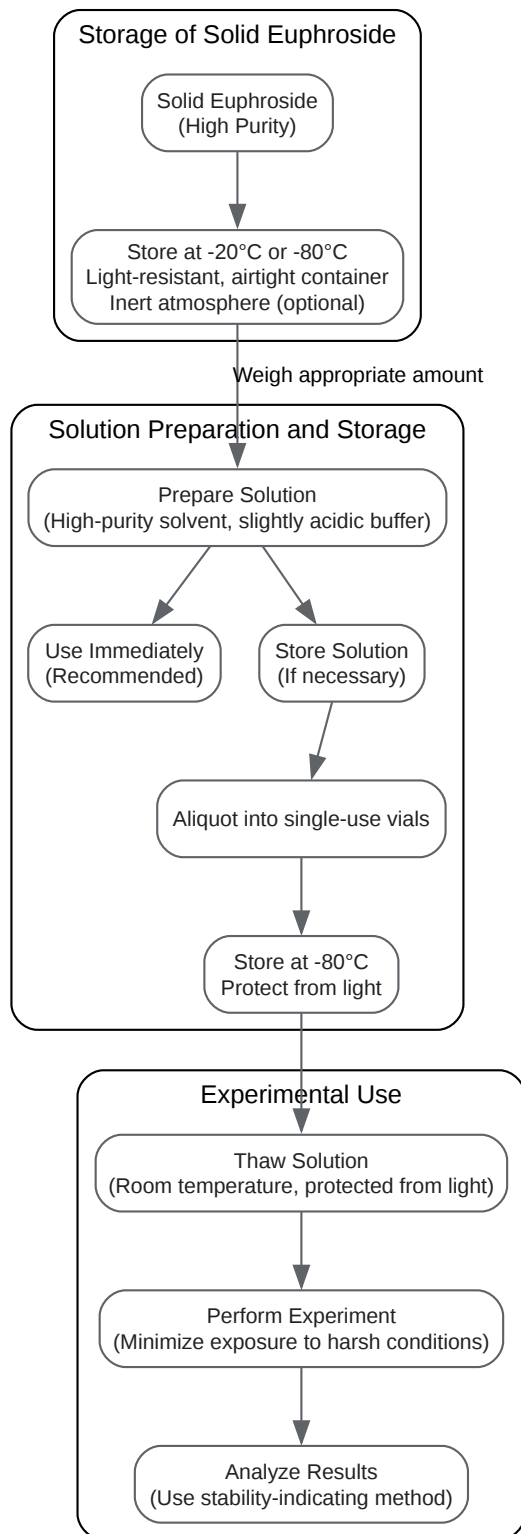 Storage of Solid Euphroside
Solid Euphroside
(High Purity)
Store at -20°C or -80°C
Light-resistant, airtight container
Inert atmosphere (optional)
Weigh appropriate amount
Solution Preparation and Storage
Prepare Solution
(High-purity solvent, slightly acidic buffer)
Use Immediately
(Recommended)
Store Solution
(If necessary)
Aliquot into single-use vials
Store at -80°C
Protect from light
Experimental Use
Thaw Solution
(Room temperature, protected from light)
Perform Experiment
(Minimize exposure to harsh conditions)
Analyze Results
(Use stability-indicating method)